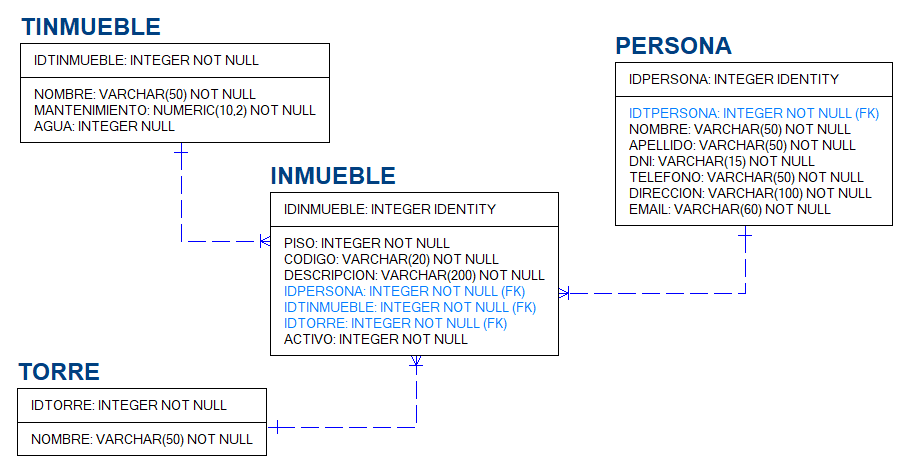 TINMUEBLE
IDTINMUEBLE: INTEGER NOT NULL
NOMBRE: VARCHAR(50) NOT NULL
MANTENIMIENTO: NUMERIC(10,2) NOT NULL
AGUA: INTEGER NULL
PERSONA
IDPERSONA: INTEGER IDENTITY
IDTPERSONA: INTEGER NOT NULL (FK)
NOMBRE: VARCHAR(50) NOT NULL
APELLIDO: VARCHAR(50) NOT NULL
DNI: VARCHAR(15) NOT NULL
TELEFONO: VARCHAR(50) NOT NULL
DIRECCION: VARCHAR(100) NOT NULL
EMAIL: VARCHAR(60) NOT NULL
INMUEBLE
IDINMUEBLE: INTEGER IDENTITY
PISO: INTEGER NOT NULL
CODIGO: VARCHAR(20) NOT NULL
DESCRIPCION: VARCHAR(200) NOT NULL
IDPERSONA: INTEGER NOT NULL (FK)
IDTINMUEBLE: INTEGER NOT NULL (FK)
IDTORRE: INTEGER NOT NULL (FK)
ACTIVO: INTEGER NOT NULL
TORRE
IDTORRE: INTEGER NOT NULL
NOMBRE: VARCHAR(50) NOT NULL